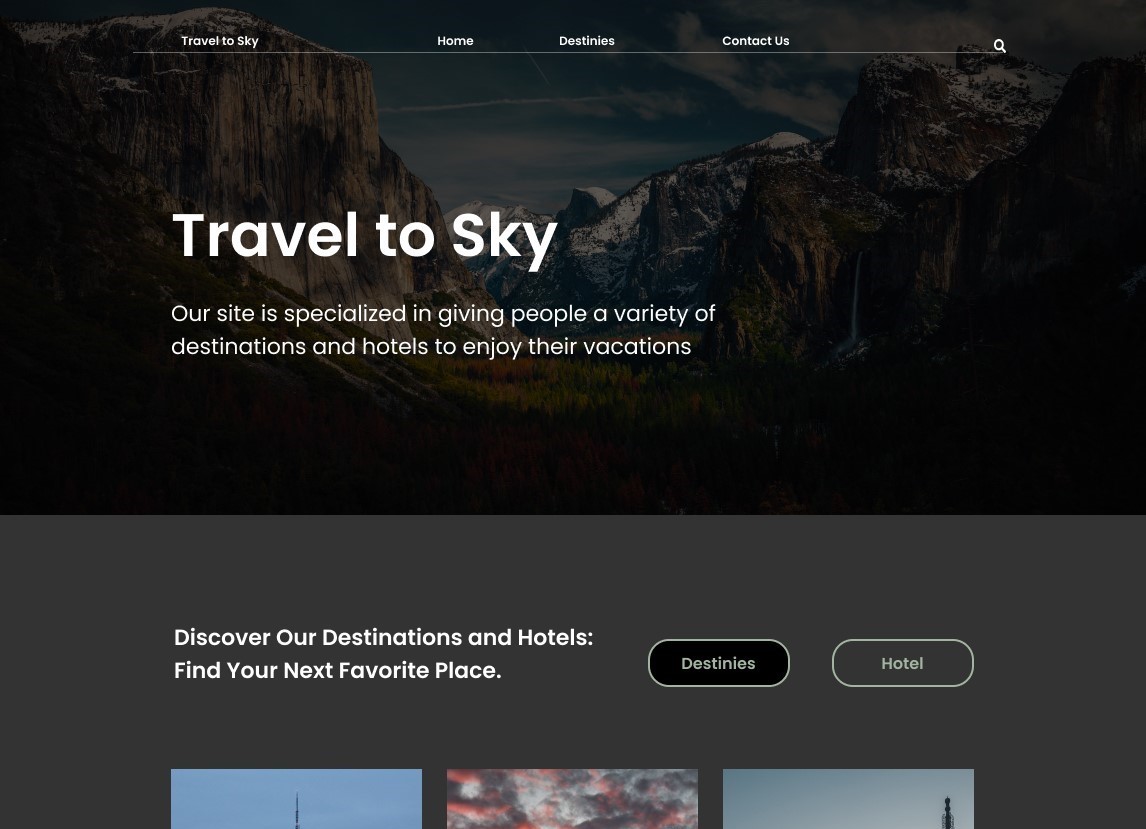 Travel to Sky
Home
Destinies
Contact Us
Travel to Sky
Our site is specialized in giving people a variety of
destinations and hotels to enjoy their vacations
Discover Our Destinations and Hotels:
Find Your Next Favorite Place.
Destinies
Hotel